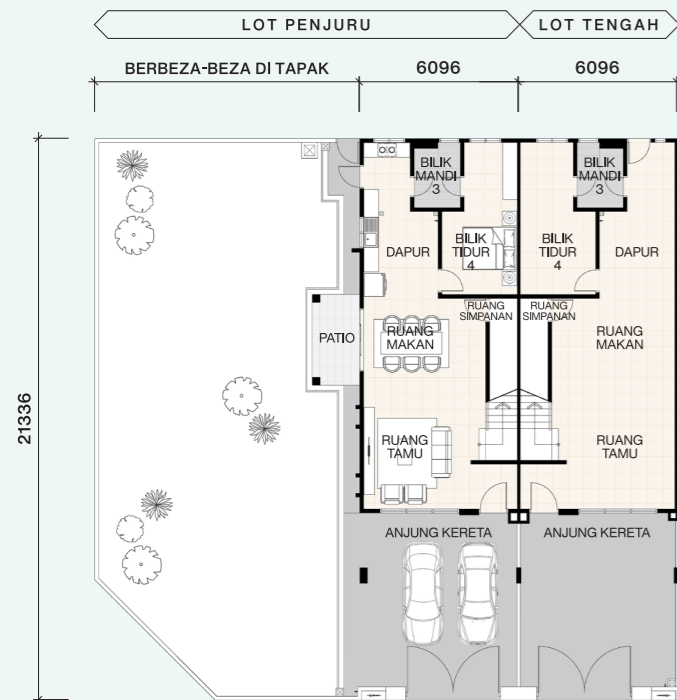 LOT PENJURU
LOT TENGAH
BERBEZA-BEZA DI TAPAK
6096
6096
21336
BILIK
MANDI
3
BILIK
MANDI
3
DAPUR
BILIK
TIDUR
4
BILIK
TIDUR
4
DAPUR
RUANG
SIMPANAN
RUANG
SIMPANAN
PATIO
RUANG
MAKAN
RUANG
MAKAN
RUANG
TAMU
RUANG
TAMU
ANJUNG KERETA
ANJUNG KERETA